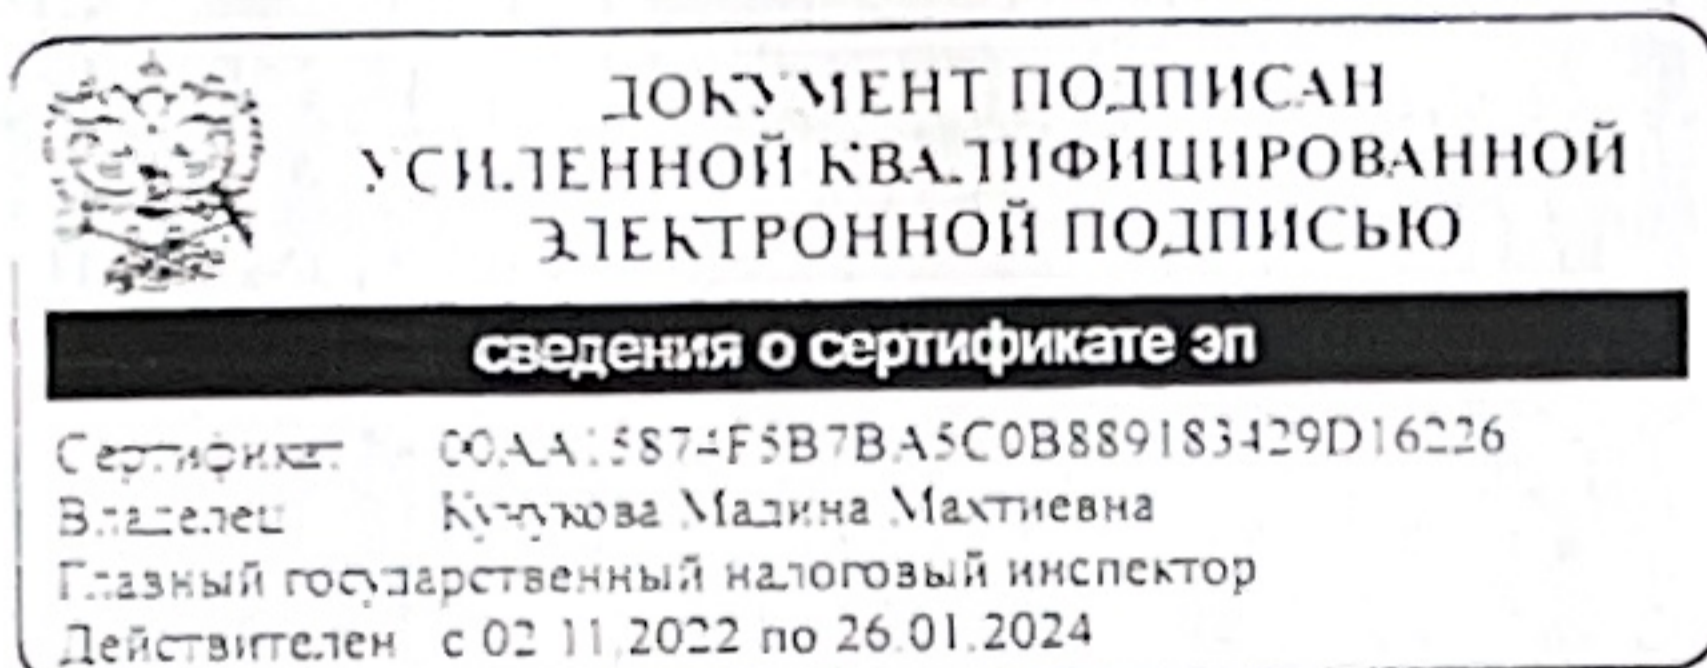 ДОКУМЕНТ ПОДПИСАН
УСИЛЕННОЙ КВАЛИФИЦИРОВАННОЙ
ЭЛЕКТРОННОЙ ПОДПИСЬЮ
сведения о сертификате эп
Сертификат
Владелец Мадина Махтиевна
Главный государственный налоговый инспектор
Действителен с 02.11.2022 по 26.01.2024